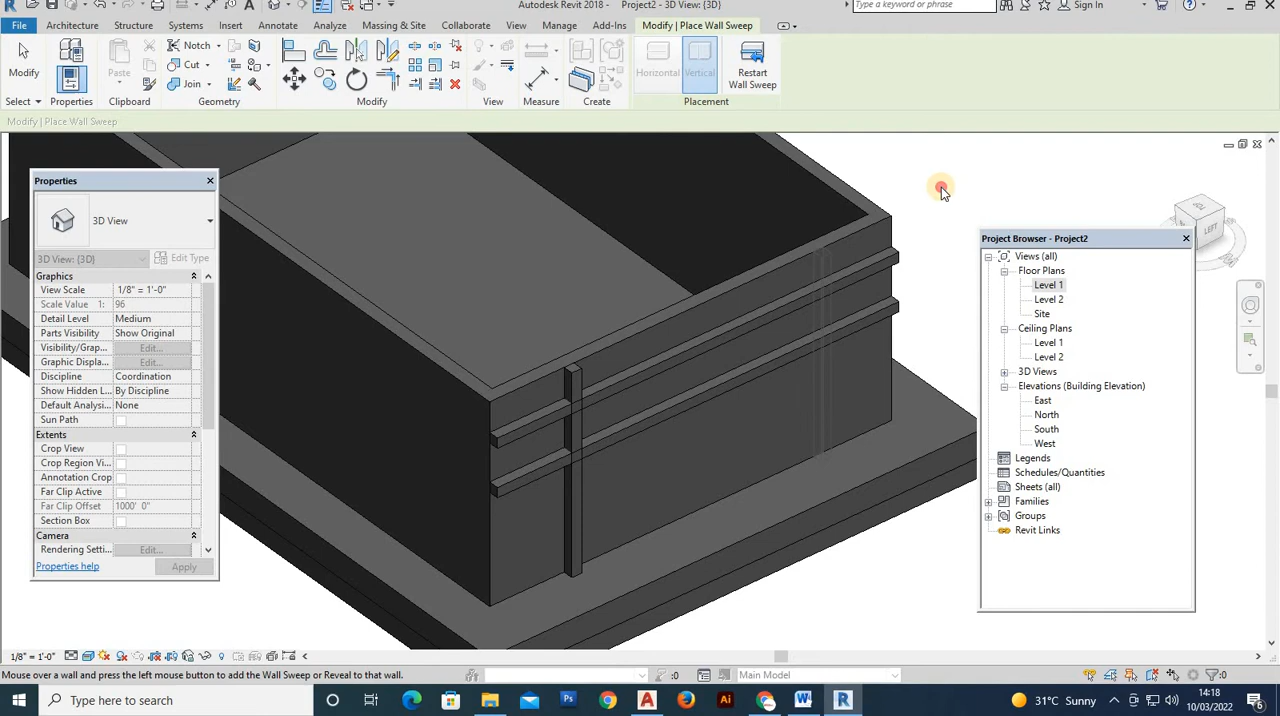 Autodesk Revit 2018 - Project2 - 3D View: {3D}
Type a keyword or phrase
Sign In
File Architecture Structure Systems Insert Annotate Analyze Massing & Site Collaborate View Manage Add-Ins Modify | Place Wall Sweep
Modify
Paste
Notch
Cut
Join
Horizontal
Vertical
Restart
Wall Sweep
Select Properties Clipboard Geometry Modify View Measure Create Placement
Modify | Place Wall Sweep
Properties
3D View
3D View: {3D}
Edit Type
Graphics
View Scale 1/8" = 1'-0"
Scale Value 1: 96
Detail Level Medium
Parts Visibility Show Original
Visibility/Grap... Edit...
Graphic Displa... Edit...
Discipline Coordination
Show Hidden L... By Discipline
Default Analysi... None
Sun Path
Extents
Crop View
Crop Region Vi...
Annotation Crop
Far Clip Active
Far Clip Offset 1000' 0"
Section Box
Camera
Rendering Setti... Edit...
Properties help
Apply
LEFT
Project Browser - Project2
Views (all)
Floor Plans
Level 1
Level 2
Site
Ceiling Plans
Level 1
Level 2
3D Views
Elevations (Building Elevation)
East
North
South
West
Legends
Schedules/Quantities
Sheets (all)
Families
Groups
Revit Links
1/8" = 1'-0"
Mouse over a wall and press the left mouse button to add the Wall Sweep or Reveal to that wall.
:0
Main Model
:0
Type here to search
31°C Sunny
14:18
10/03/2022
6